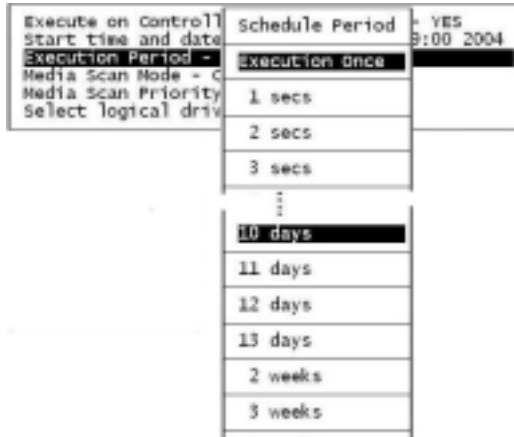 Execute on Controll - YES
Start time and date 9:00 2004
Execution Period -
Media Scan Mode - C
Media Scan Priority
Select logical driv
Schedule Period
Execution Once
1 secs
2 secs
3 secs
10 days
11 days
12 days
13 days
2 weeks
3 weeks